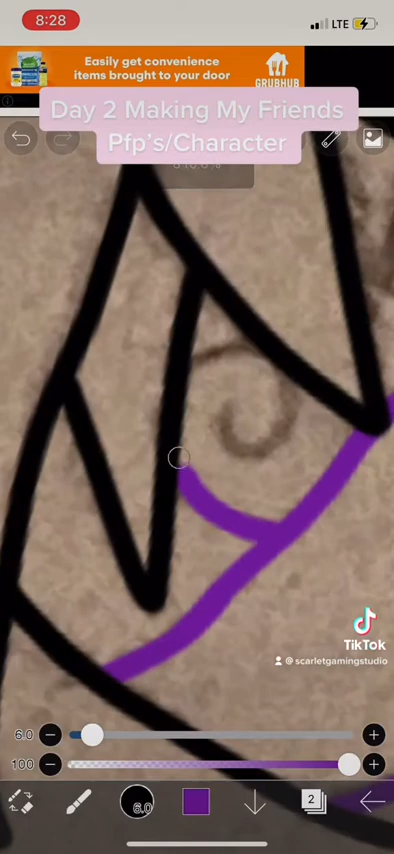 8:28
LTE
Easily get convenience
items brought to your door
GRUBHUB
Day 2 Making My Friends
Pfp's/Character
6.0
100
6.0
2
TikTok
@ scarletgamingstudio